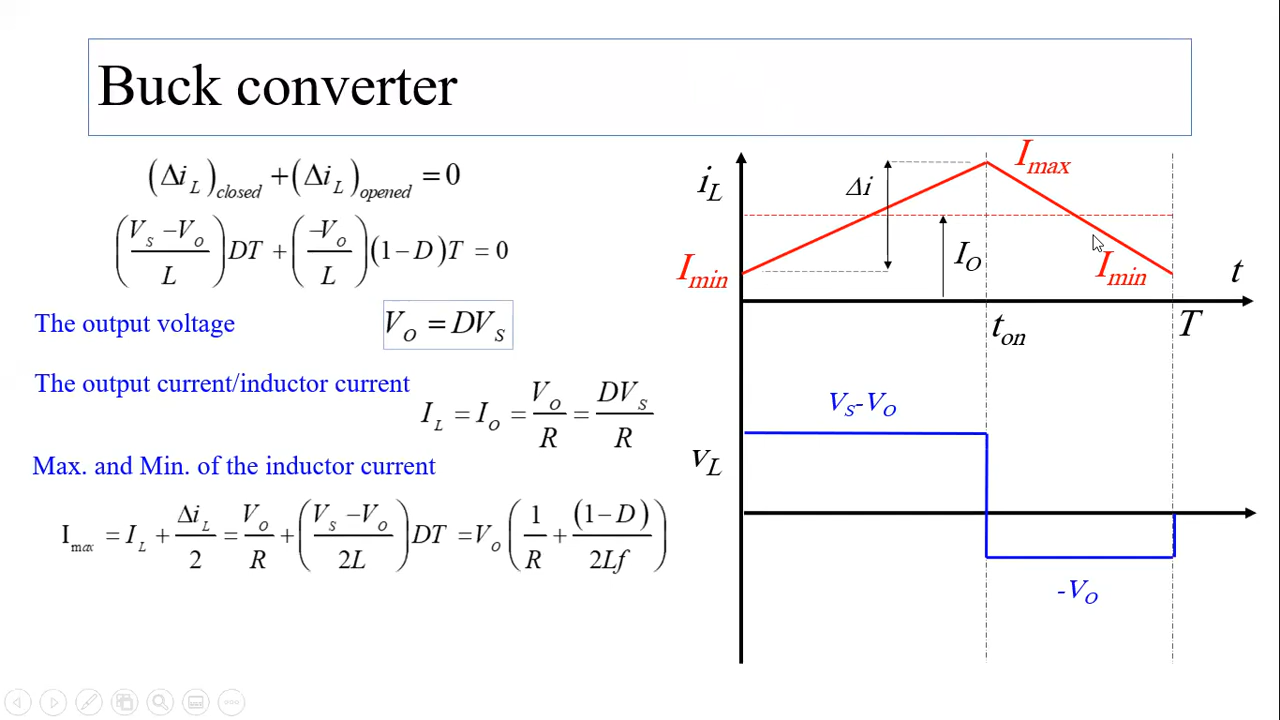 Buck converter
(Δi_L)_closed + (Δi_L)_opened = 0
((V_s − V_o)/L) DT + ((−V_o)/L)(1 − D)T = 0
The output voltage
V_O = DV_S
The output current/inductor current
I_L = I_O = V_O/R = DV_S/R
Max. and Min. of the inductor current
I_max = I_L + Δi_L/2 = V_O/R + ((V_s − V_o)/2L) DT = V_O (1/R + (1 − D)/2Lf)
i_L
Δi
I_max
I_min
I_O
I_min
t
t_on
T
V_S-V_O
v_L
-V_O